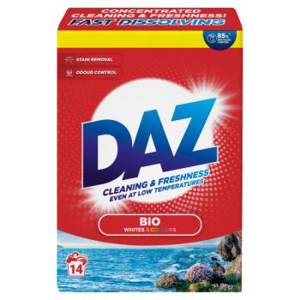 CONCENTRATED
CLEANING & FRESHNESS!
FAST DISSOLVING
85%
STAIN REMOVAL
ODOUR CONTROL
DAZ
CLEANING & FRESHNESS
EVEN AT LOW TEMPERATURES
BIO
WHITES & COLOURS
14